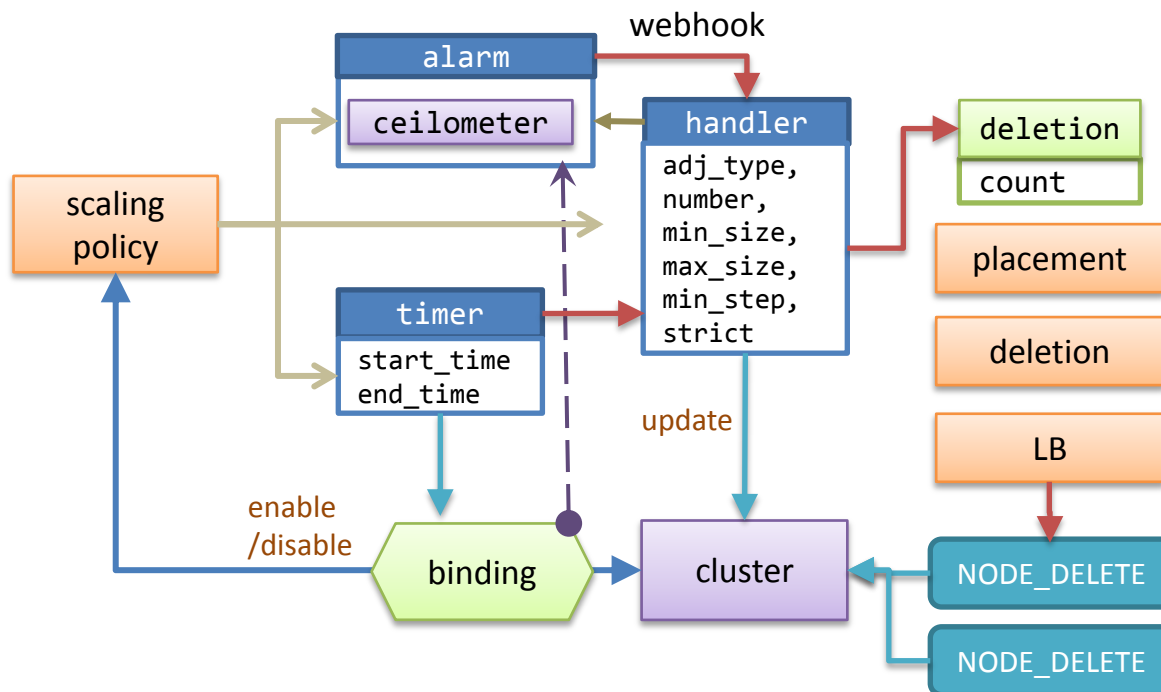 webhook
alarm
ceilometer
handler
adj_type,
number,
min_size,
max_size,
min_step,
strict
deletion
count
scaling
policy
placement
timer
start_time
end_time
deletion
update
LB
enable
/disable
binding
cluster
NODE_DELETE
NODE_DELETE